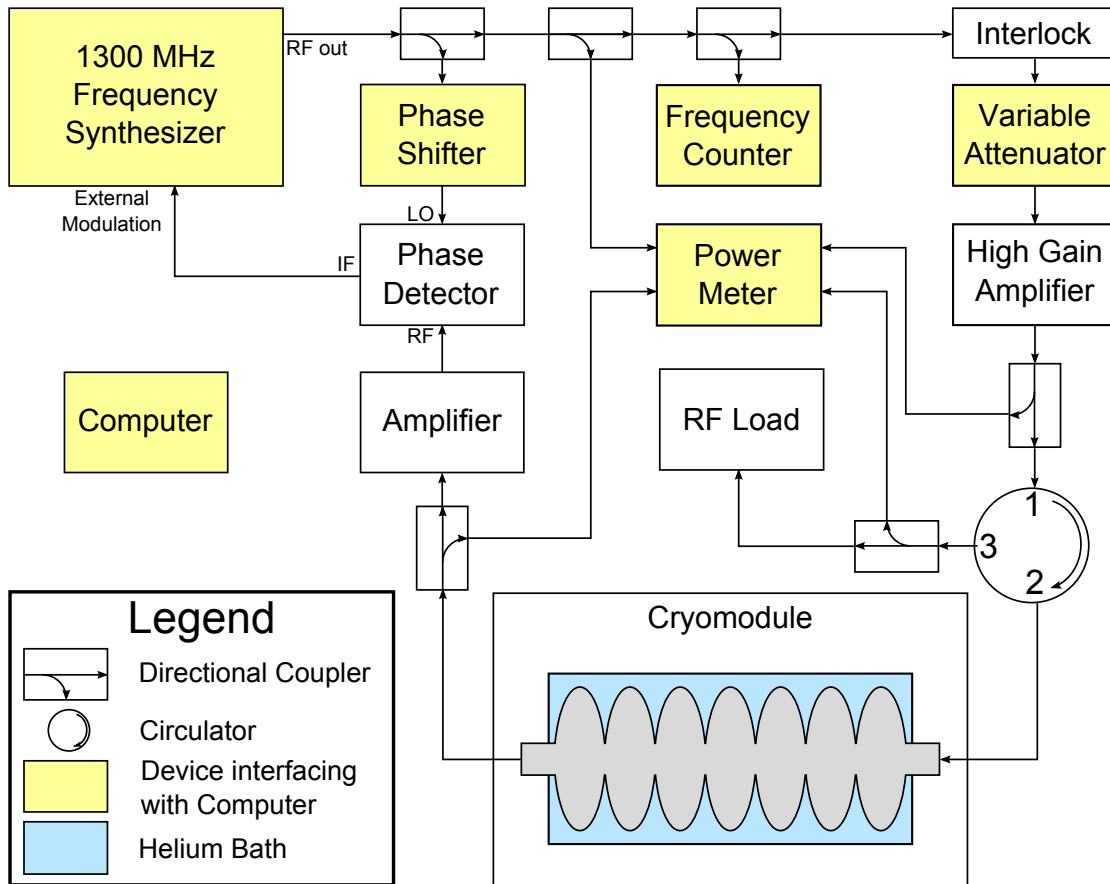 1300 MHz
Frequency
Synthesizer
RF out
External
Modulation
Phase
Shifter
LO
IF
Phase
Detector
RF
Amplifier
Computer
Frequency
Counter
Power
Meter
RF Load
Interlock
Variable
Attenuator
High Gain
Amplifier
1
2
3
Cryomodule
Legend
Directional Coupler
Circulator
Device interfacing
with Computer
Helium Bath